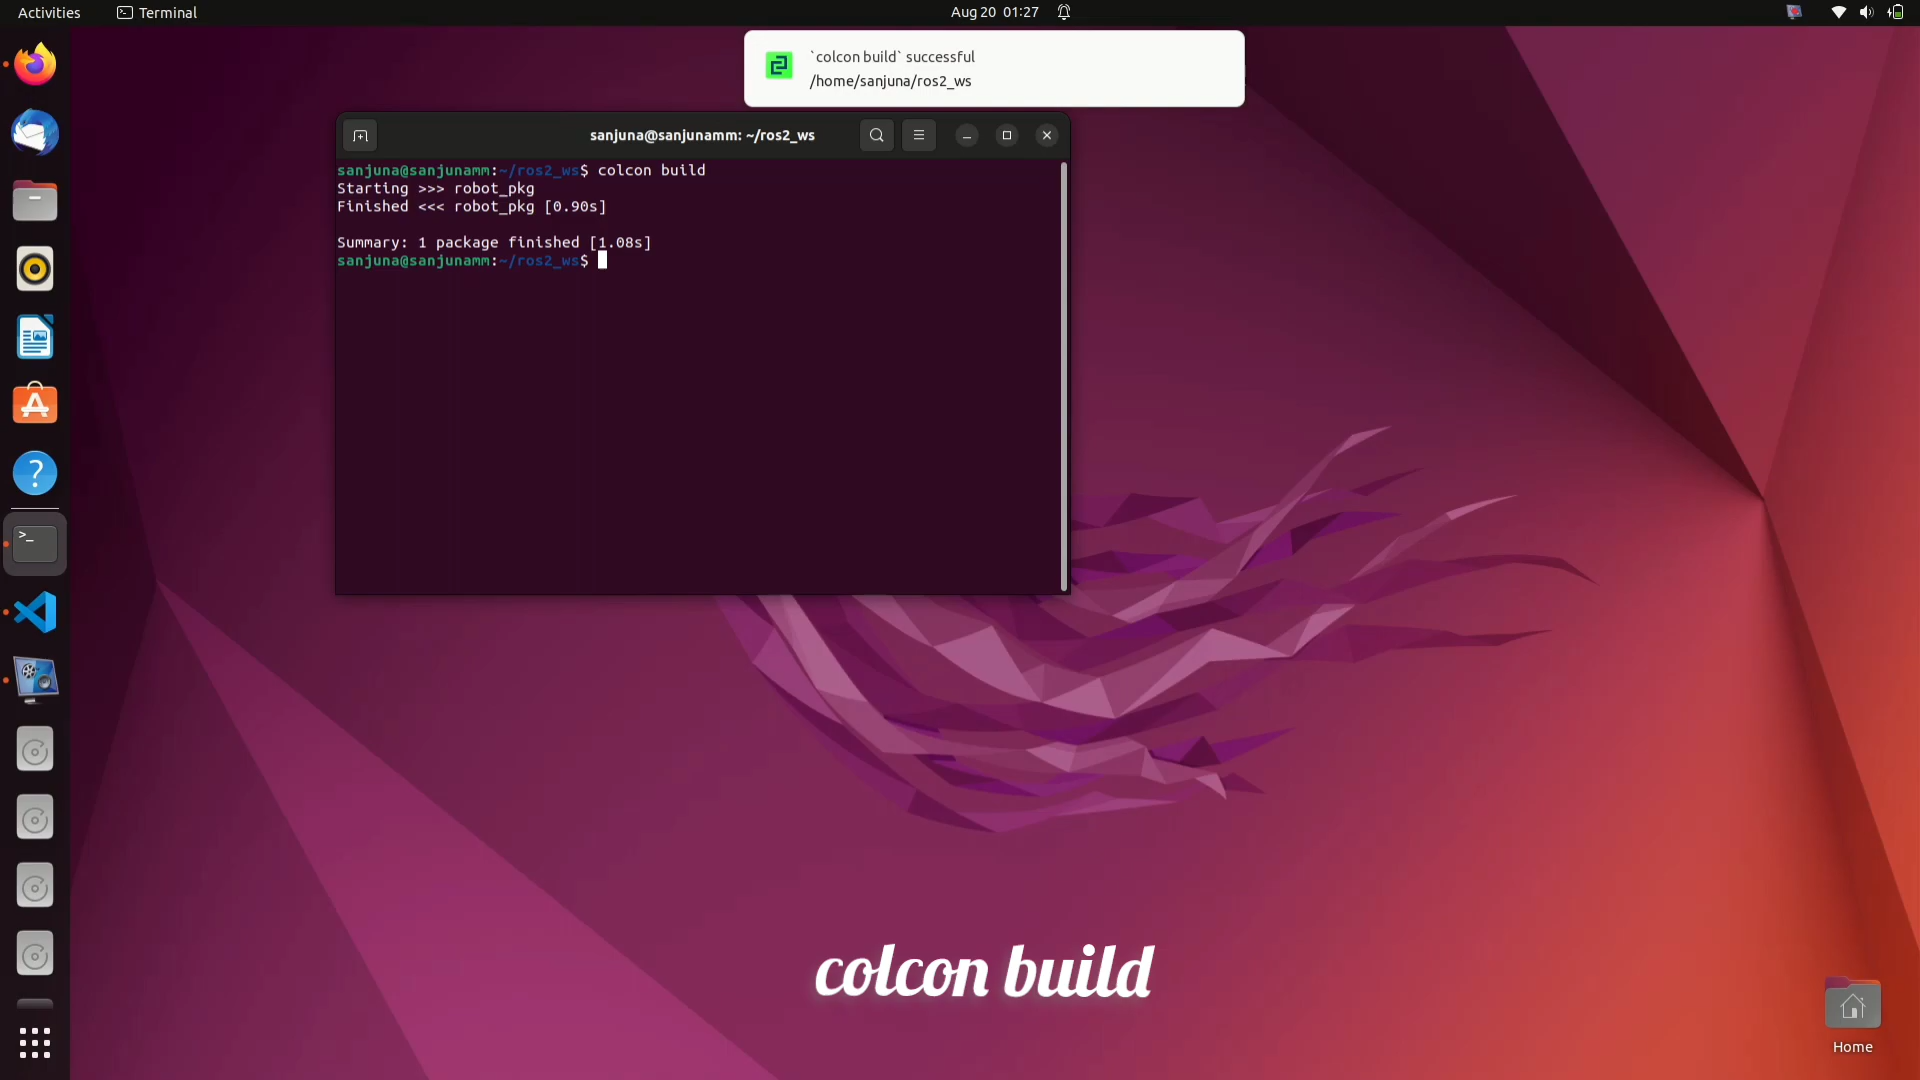 Activities
Terminal
Aug 20 01:27
`colcon build` successful
/home/sanjuna/ros2_ws
sanjuna@sanjunamm: ~/ros2_ws
sanjuna@sanjunamm:~/ros2_ws$ colcon build
Starting >>> robot_pkg
Finished <<< robot_pkg [0.90s]
Summary: 1 package finished [1.08s]
sanjuna@sanjunamm:~/ros2_ws$
colcon build
Home